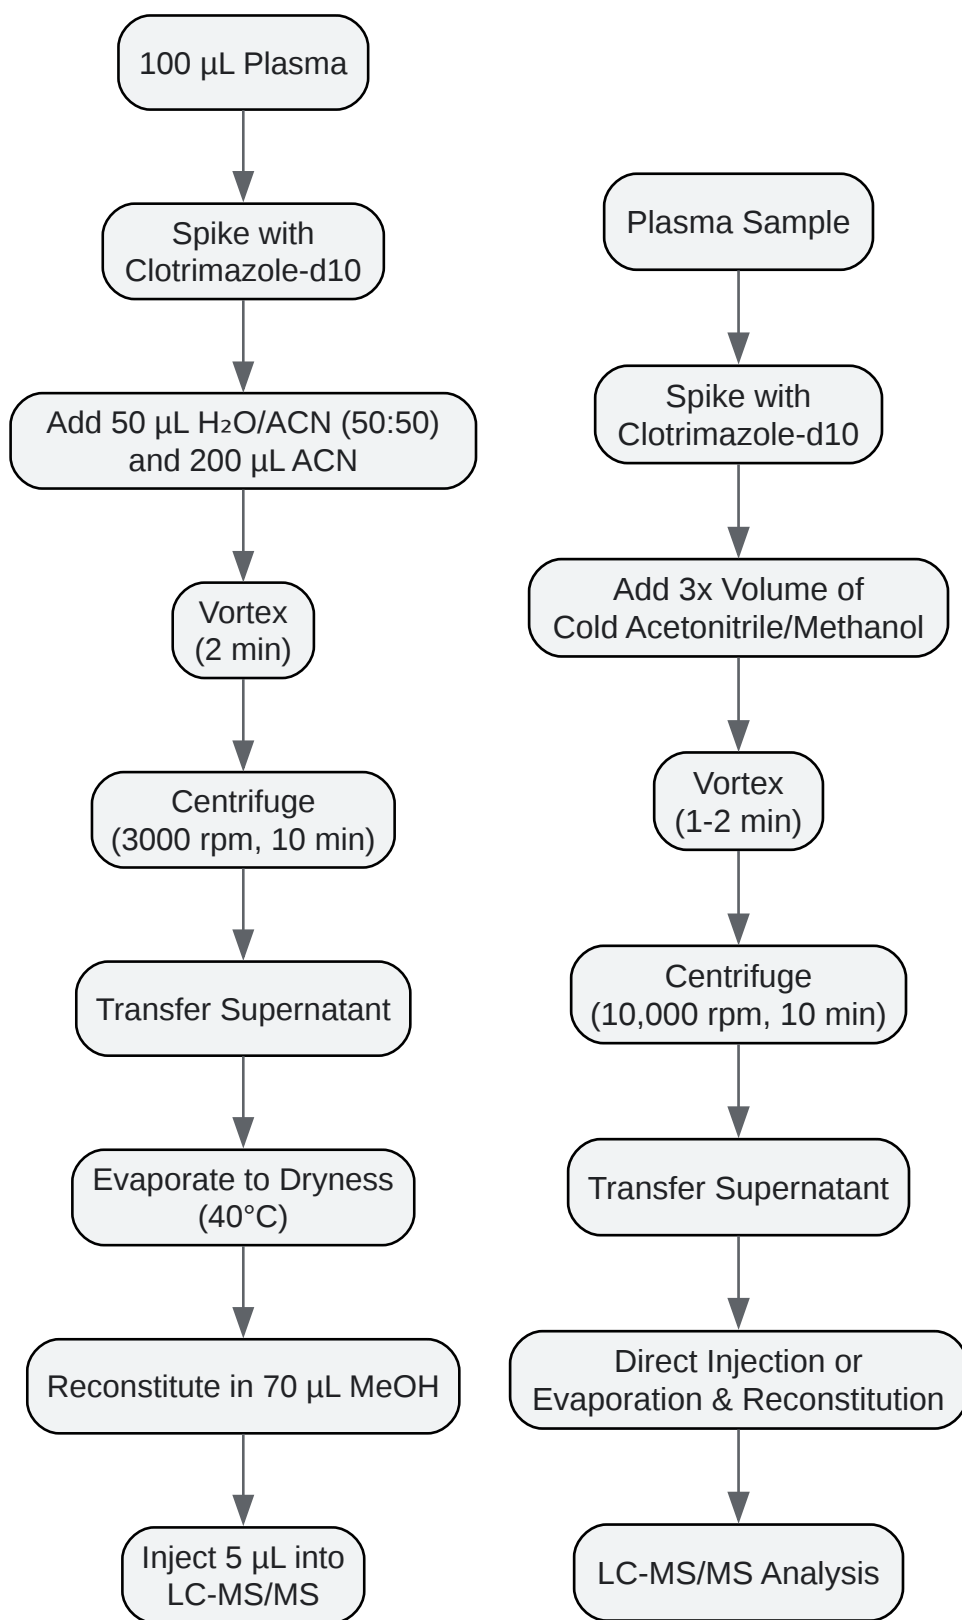 100 µL Plasma
Spike with
Clotrimazole-d10
Add 50 µL H₂O/ACN (50:50)
and 200 µL ACN
Vortex
(2 min)
Centrifuge
(3000 rpm, 10 min)
Transfer Supernatant
Evaporate to Dryness
(40°C)
Reconstitute in 70 µL MeOH
Inject 5 µL into
LC-MS/MS
Plasma Sample
Spike with
Clotrimazole-d10
Add 3x Volume of
Cold Acetonitrile/Methanol
Vortex
(1-2 min)
Centrifuge
(10,000 rpm, 10 min)
Transfer Supernatant
Direct Injection or
Evaporation & Reconstitution
LC-MS/MS Analysis